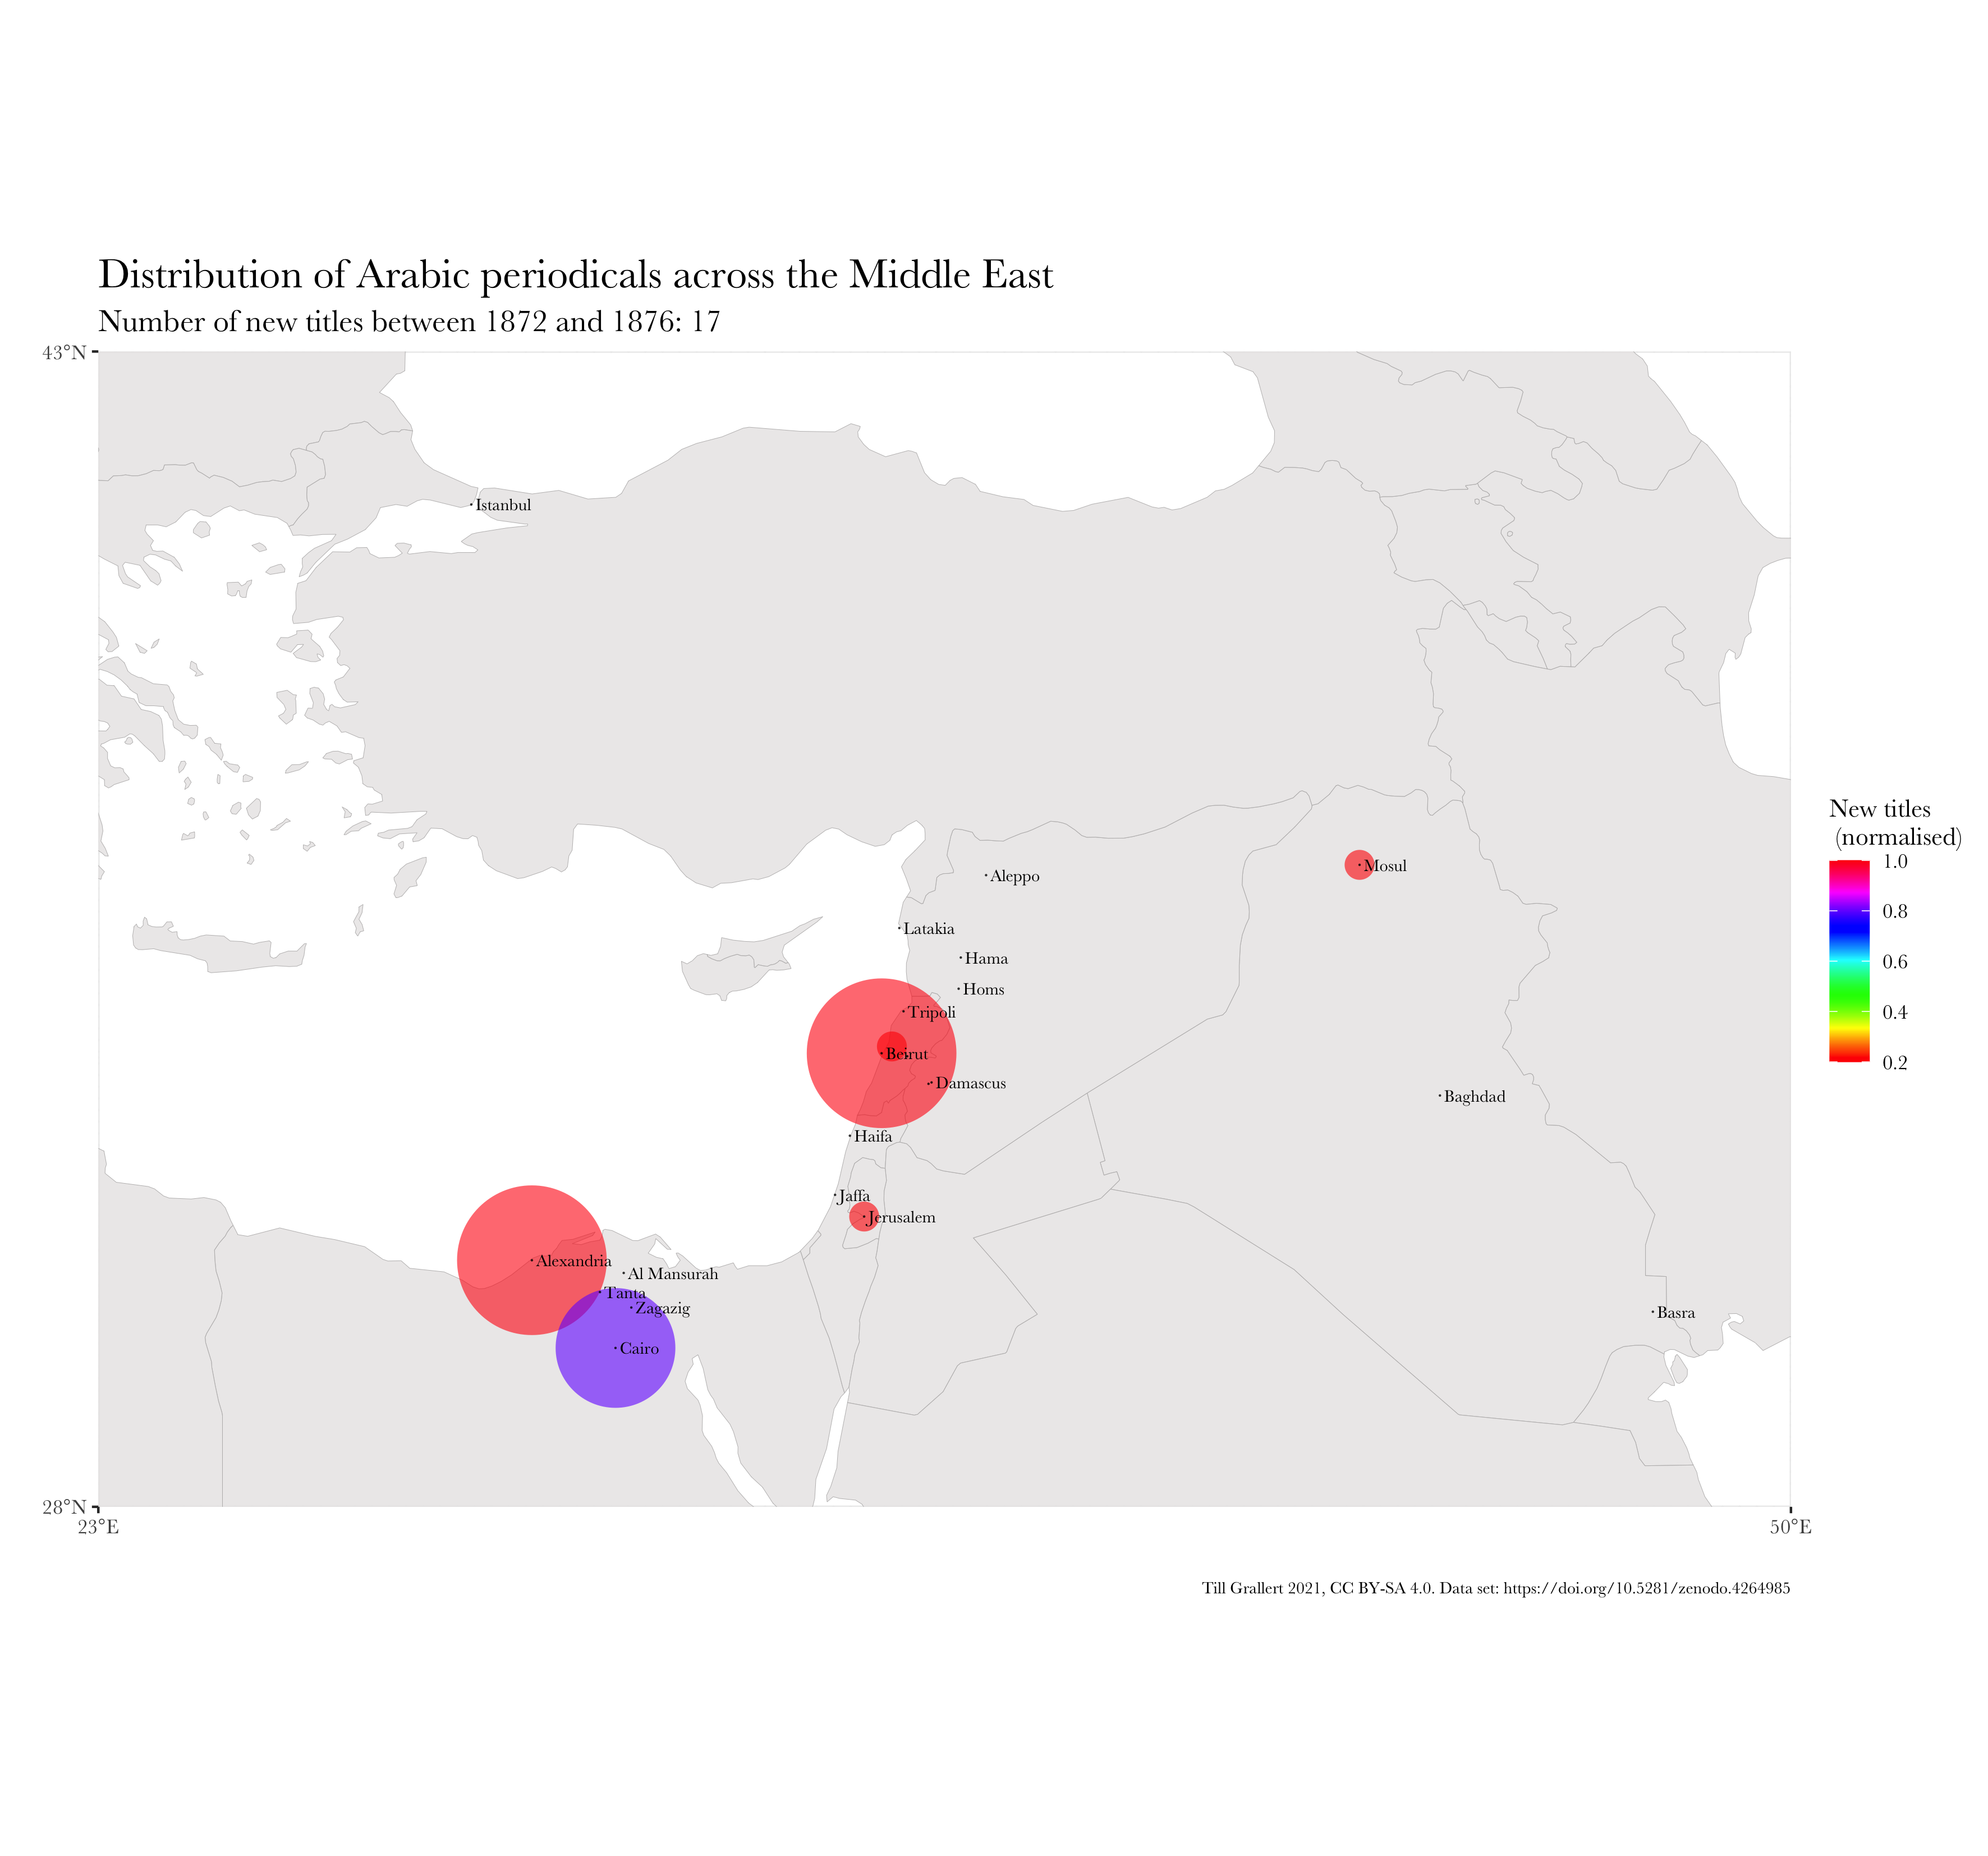 Distribution of Arabic periodicals across the Middle East
Number of new titles between 1872 and 1876: 17
43°N
Istanbul
New titles
(normalised)
1.0
0.8
0.6
0.4
0.2
Mosul
Aleppo
Latakia
Hama
Homs
Tripoli
Beirut
Damascus
Baghdad
Haifa
Jaffa
Jerusalem
Alexandria
Al Mansurah
Tanta
Zagazig
Basra
Cairo
28°N
23°E
50°E
Till Grallert 2021, CC BY-SA 4.0. Data set: https://doi.org/10.5281/zenodo.4264985